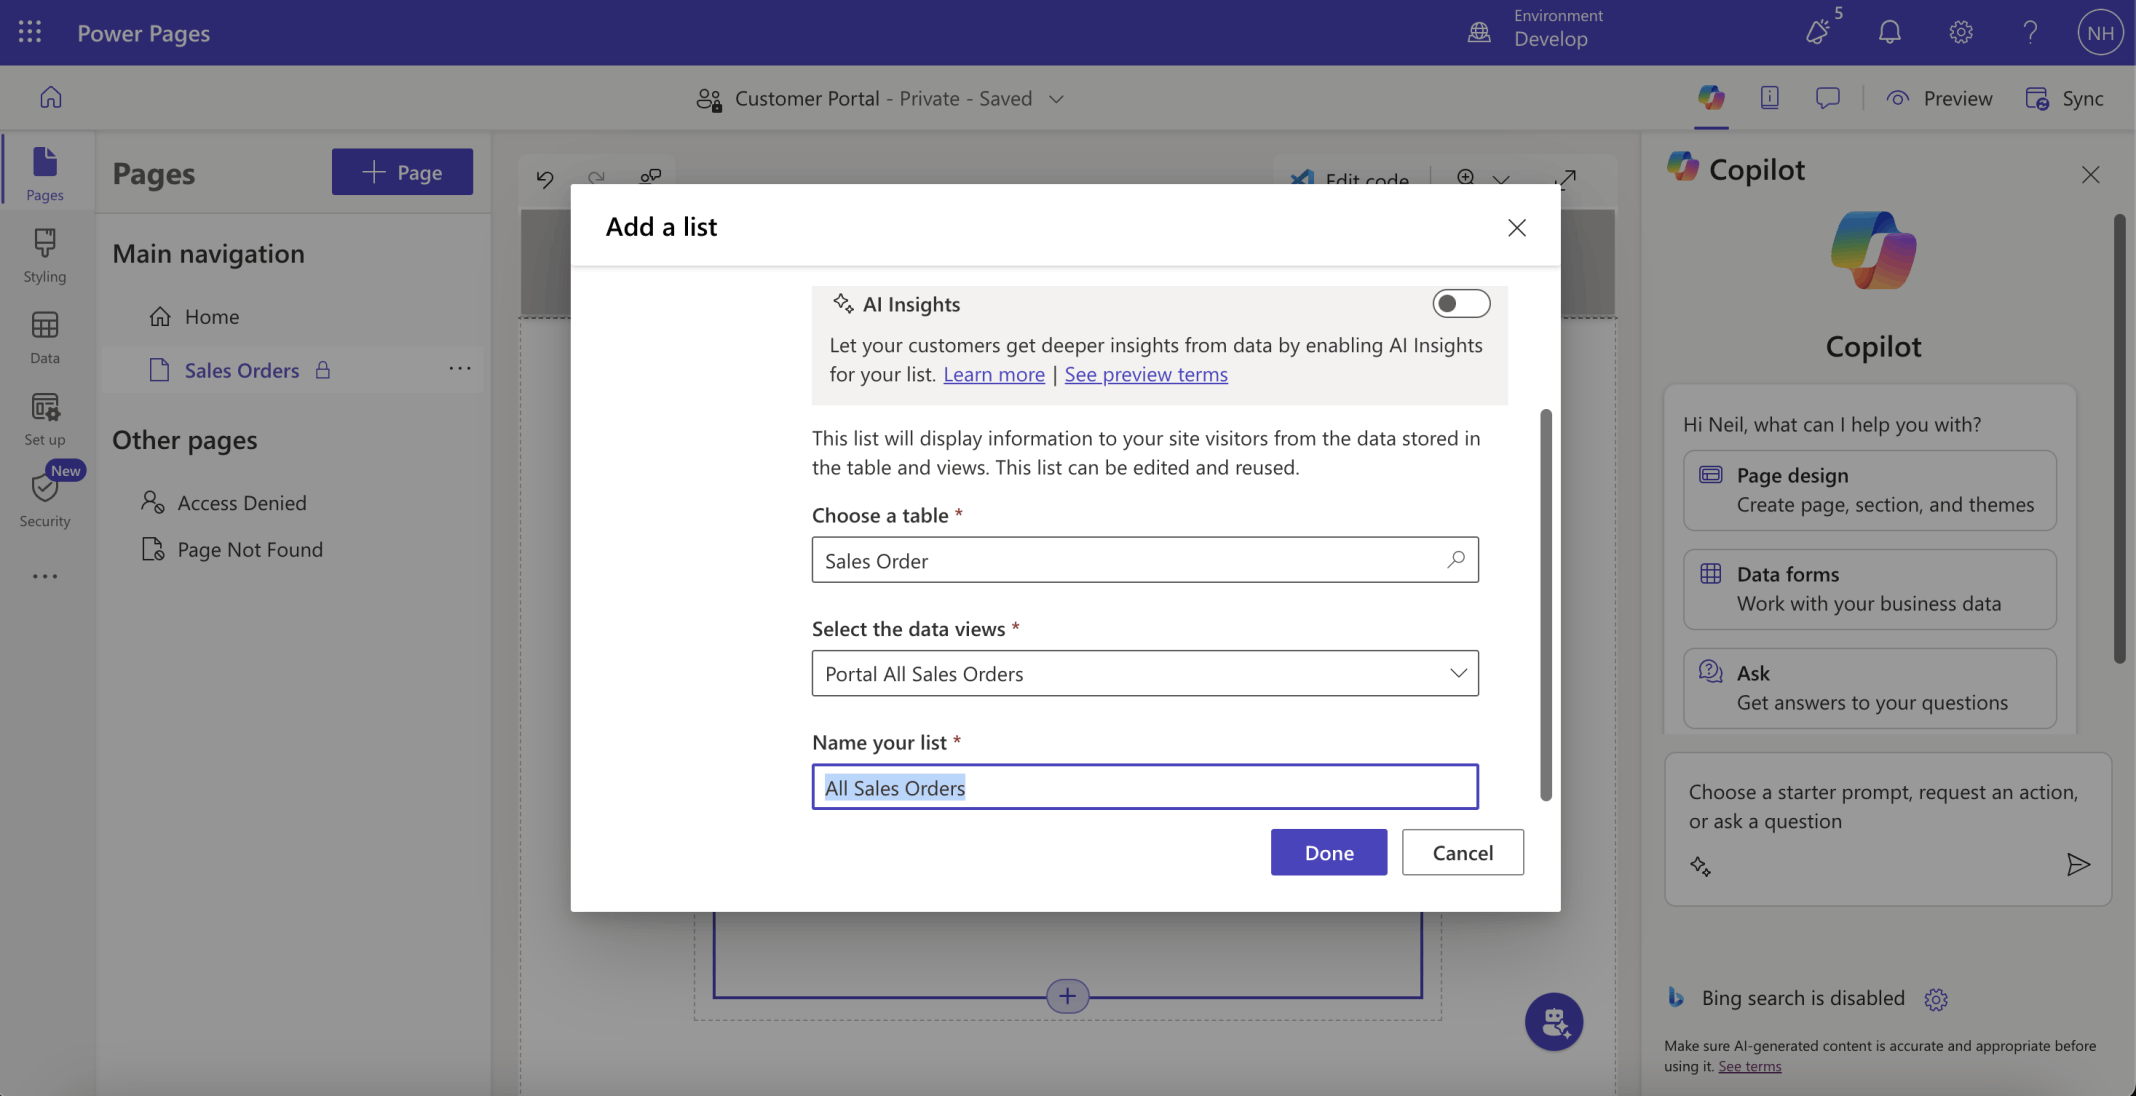 Power Pages
Environment
Develop
5
NH
Customer Portal - Private - Saved
Preview
Sync
Pages
Styling
Data
Set up
New
Security
Pages
Page
Main navigation
Home
Sales Orders
Other pages
Access Denied
Page Not Found
Edit code
Add a list
AI Insights
Let your customers get deeper insights from data by enabling AI Insights
for your list. Learn more | See preview terms
This list will display information to your site visitors from the data stored in
the table and views. This list can be edited and reused.
Choose a table *
Sales Order
Select the data views *
Portal All Sales Orders
Name your list *
All Sales Orders
Done
Cancel
Copilot
Copilot
Hi Neil, what can I help you with?
Page design
Create page, section, and themes
Data forms
Work with your business data
Ask
Get answers to your questions
Choose a starter prompt, request an action,
or ask a question
Bing search is disabled
Make sure AI-generated content is accurate and appropriate before
using it. See terms